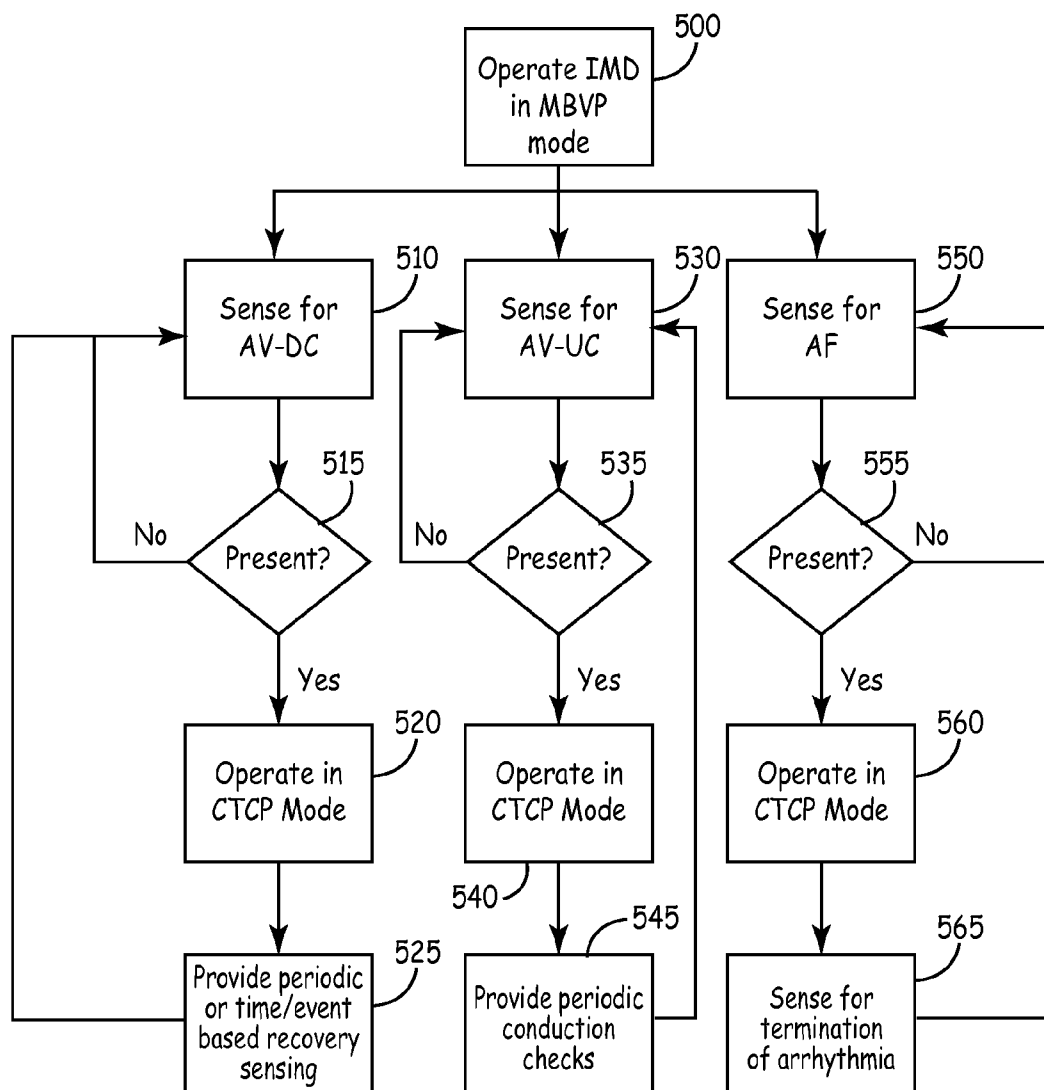 500
Operate IMD
in MBVP
mode
510
530
550
Sense for
AV-DC
Sense for
AV-UC
Sense for
AF
515
535
555
No
Present?
No
Present?
Present?
No
Yes
Yes
Yes
520
560
Operate in
CTCP Mode
Operate in
CTCP Mode
Operate in
CTCP Mode
540
545
525
565
Provide periodic
or time/event
based recovery
sensing
Provide periodic
conduction
checks
Sense for
termination
of arrhythmia